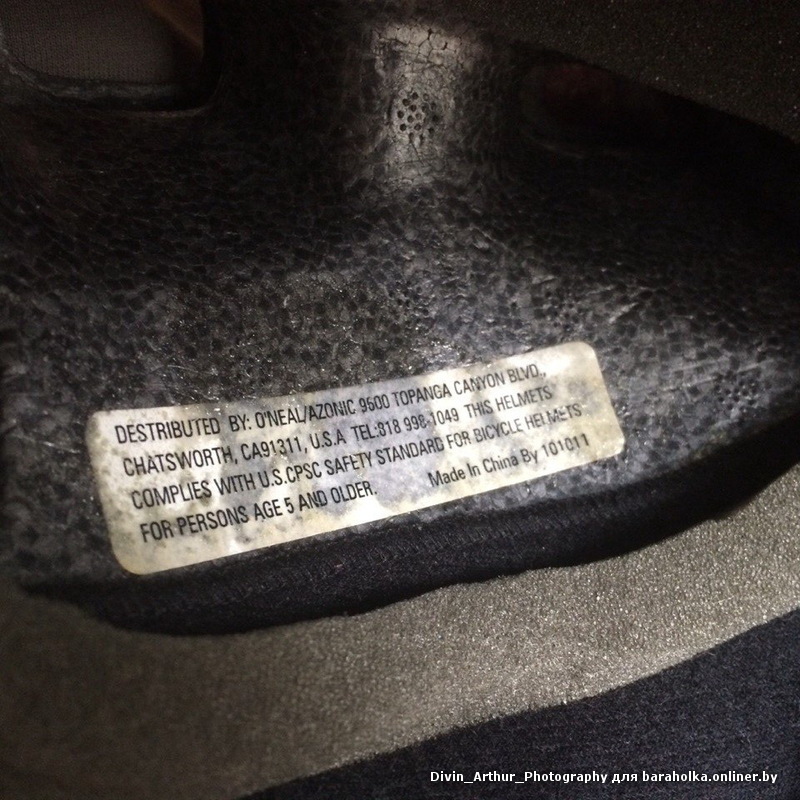 DESTRIBUTED BY: O'NEAL/AZONIC 9600 TOPANGA CANYON BLVD.,
CHATSWORTH, CA91311, U.S.A TEL:818 998-1049 THIS HELMETS
COMPLIES WITH U.S.CPSC SAFETY STANDARD FOR BICYCLE HELMETS
FOR PERSONS AGE 5 AND OLDER. Made In China By 101011
Divin_Arthur_Photography для baraholka.onliner.by